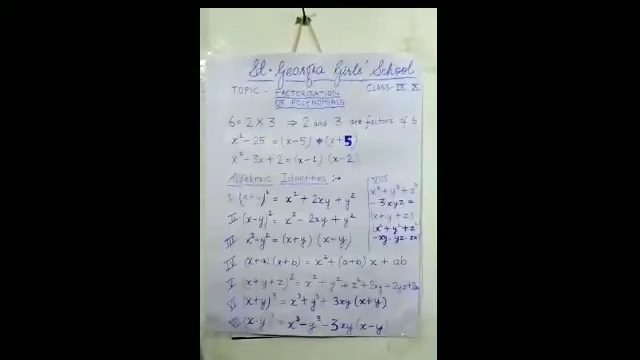 St. Georgea Girls' School
TOPIC - FACTORISATION OF POLYNOMIALS
CLASS IX X
6 = 2 × 3 ⇒ 2 and 3 are factors of 6
x² - 25 = (x - 5) (x + 5)
x² - 3x + 2 = (x - 1) (x - 2)
Algebraic Identities :→
I (x + y)² = x² + 2xy + y²
II (x - y)² = x² - 2xy + y²
III x² - y² = (x + y) (x - y)
IV (x + a) (x + b) = x² + (a + b) x + ab
V (x + y + z)² = x² + y² + z² + 2xy + 2yz + 2zx
VI (x + y)³ = x³ + y³ + 3xy (x + y)
VII (x - y)³ = x³ - y³ - 3xy (x - y)
VIII
x³ + y³ + z³
- 3xyz =
(x + y + z)
(x² + y² + z²
- xy - yz - zx)